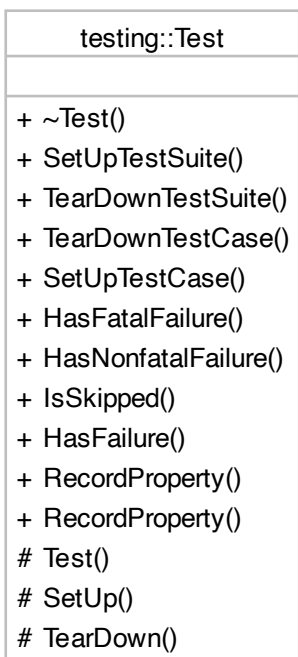 testing::Test
+ ~Test()
+ SetUpTestSuite()
+ TearDownTestSuite()
+ TearDownTestCase()
+ SetUpTestCase()
+ HasFatalFailure()
+ HasNonfatalFailure()
+ IsSkipped()
+ HasFailure()
+ RecordProperty()
+ RecordProperty()
# Test()
# SetUp()
# TearDown()